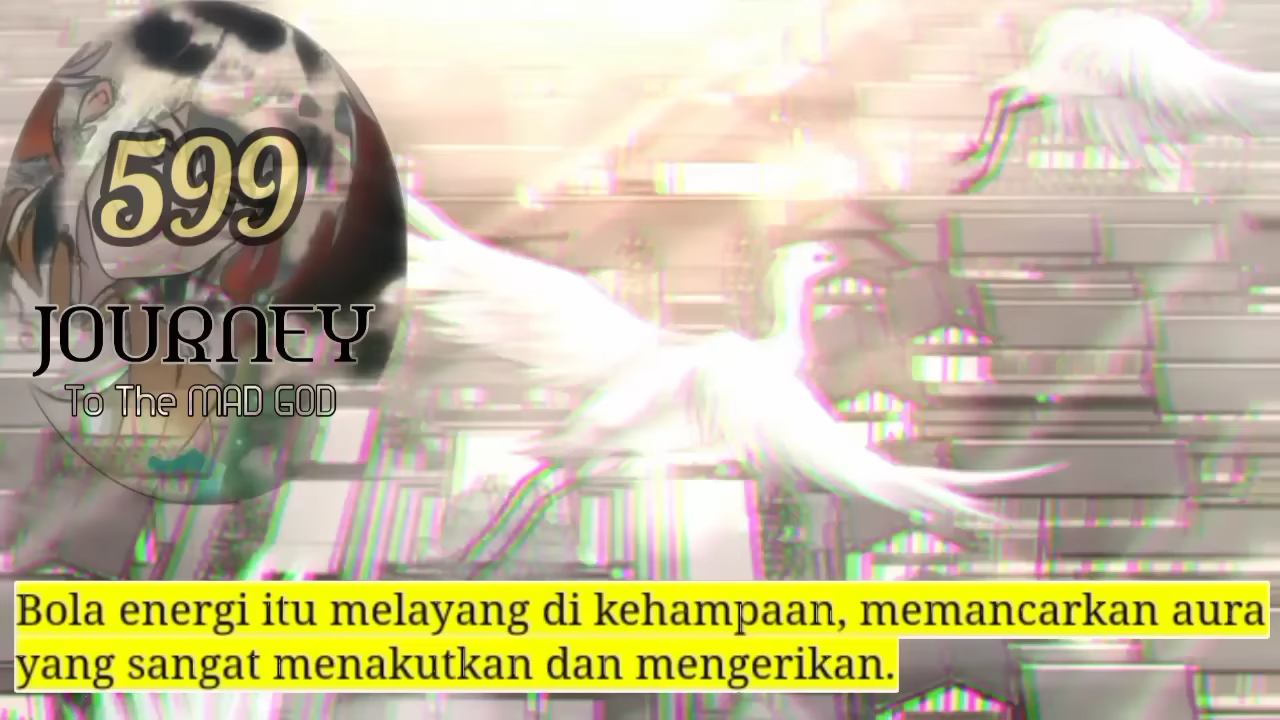 599
JOURNEY
To The MAD GOD
Bola energi itu melayang di kehampaan, memancarkan aura
yang sangat menakutkan dan mengerikan.